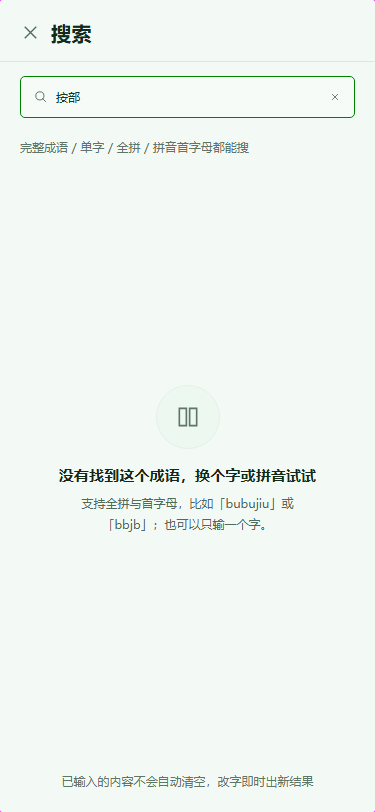 搜索
按部
完整成语 / 单字 / 全拼 / 拼音首字母都能搜
没有找到这个成语，换个字或拼音试试
支持全拼与首字母，比如「bubujiu」或
「bbjb」；也可以只输一个字。
已输入的内容不会自动清空，改字即时出新结果